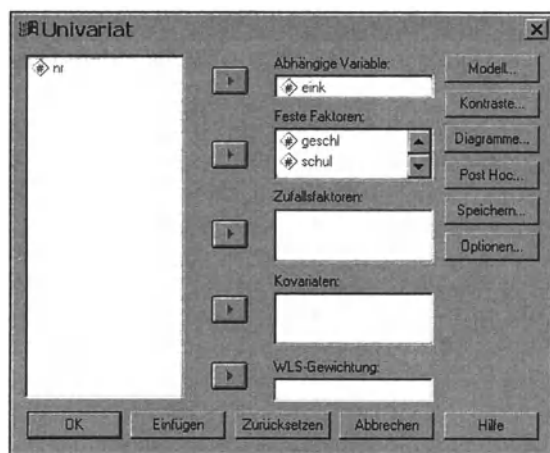 Univariat
nr
Abhängige Variable:
eink
Feste Faktoren:
geschl
schul
Zufallsfaktoren:
Kovariaten:
WLS-Gewichtung:
Modell...
Kontraste...
Diagramme...
Post Hoc...
Speichern...
Optionen...
OK Einfügen Zurücksetzen Abbrechen Hilfe